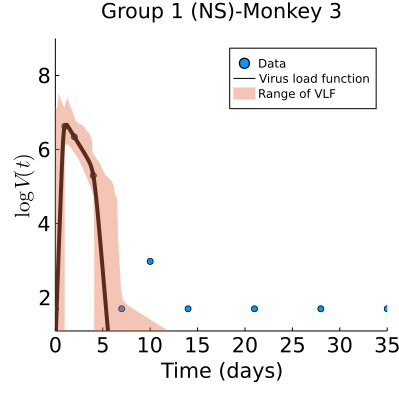 Group 1 (NS)-Monkey 3
Data
Virus load function
Range of VLF
8
6
4
2
log V(t)
0 5 10 15 20 25 30 35
Time (days)